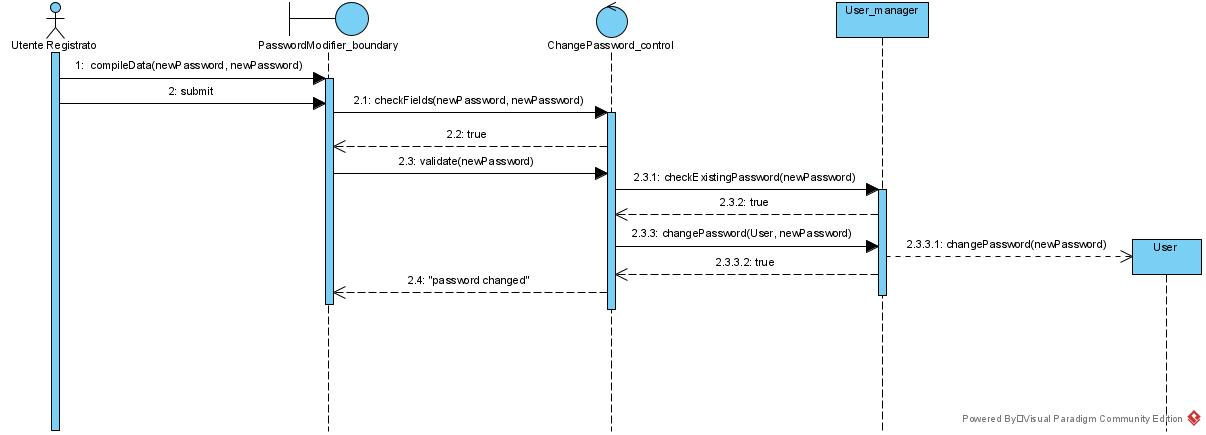 Utente Registrato
PasswordModifier_boundary
ChangePassword_control
User_manager
1: compileData(newPassword, newPassword)
2: submit
2.1: checkFields(newPassword, newPassword)
2.2: true
2.3: validate(newPassword)
2.3.1: checkExistingPassword(newPassword)
2.3.2: true
2.3.3: changePassword(User, newPassword)
2.3.3.1: changePassword(newPassword)
User
2.3.3.2: true
2.4: "password changed"
Powered By□Visual Paradigm Community Edition